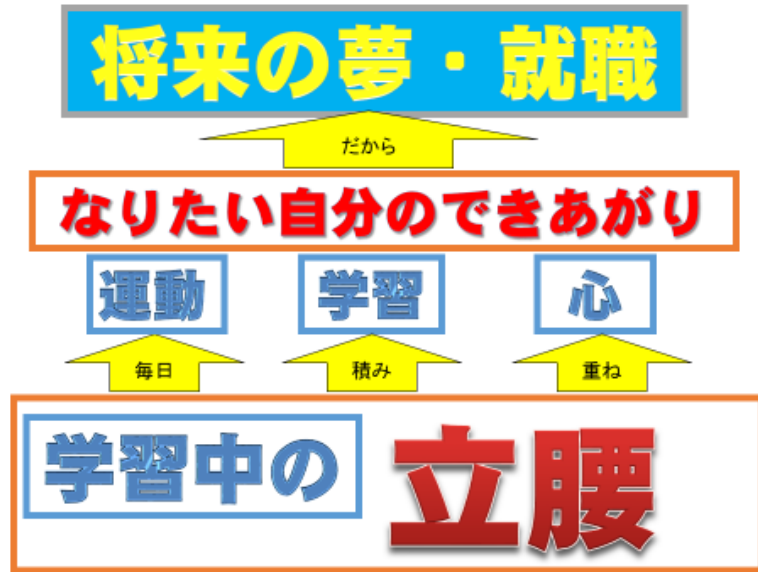 将来の夢・就職
だから
なりたい自分のできあがり
運動 学習 心
毎日 積み 重ね
学習中の 立腰